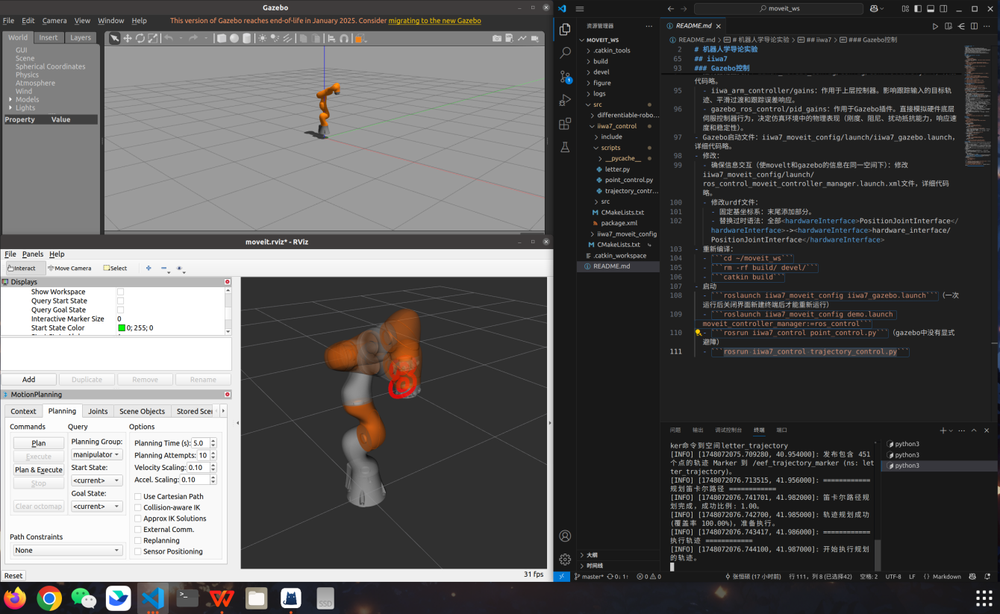 Gazebo
File Edit Camera View Window Help
This version of Gazebo reaches end-of-life in January 2025. Consider migrating to the new Gazebo
World Insert Layers
GUI
Scene
Spherical Coordinates
Physics
Atmosphere
Wind
Models
Lights
Property Value
moveit.rviz* - RViz
File Panels Help
Interact Move Camera Select
Displays
Show Workspace
Query Start State
Query Goal State
Interactive Marker Size 0
Start State Color 0; 255; 0
Add Duplicate Remove Rename
MotionPlanning
Context Planning Joints Scene Objects Stored Scen
Commands Query Options
Plan
Execute
Plan & Execute
Stop
Clear octomap
Planning Group:
manipulator
Start State:
<current>
Goal State:
<current>
Planning Time (s): 5.0
Planning Attempts: 10
Velocity Scaling: 0.10
Accel. Scaling: 0.10
Use Cartesian Path
Collision-aware IK
Approx IK Solutions
External Comm.
Replanning
Sensor Positioning
Path Constraints
None
Reset
31 fps
moveit_ws
资源管理器
MOVEIT_WS
.catkin_tools
build
devel
figure
logs
src
differentiable-robo...
iiwa7_control
include
scripts
__pycache__
letter.py
point_control.py
trajectory_contr...
src
CMakeLists.txt
package.xml
iiwa7_moveit_config
CMakeLists.txt
.catkin_workspace
README.md
大纲
时间线
README.md
README.md > # 机器人学导论实验 > ## iiwa7 > ### Gazebo控制
2 # 机器人学导论实验
65 ## iiwa7
93 ### Gazebo控制
代码略。
95 - iiwa_arm_controller/gains: 作用于上层控制器。影响跟踪输入的目标轨
迹、平滑过渡和跟踪误差响应。
96 - gazebo_ros_control/pid_gains: 作用于Gazebo插件。直接模拟硬件底层
伺服控制器行为，决定仿真环境中的物理表现（刚度、阻尼、扰动抵抗能力，响应速
度和稳定性）。
97 - Gazebo启动文件: iiwa7_moveit_config/launch/iiwa7_gazebo.launch,
详细代码略。
98 - 修改:
99 - 确保信息交互（使moveIt和gazebo的信息在同一空间下）: 修改
iiwa7_moveit_config/launch/
ros_control_moveit_controller_manager.launch.xml文件，详细代码
略。
100 - 修改urdf文件:
101 - 固定基坐标系: 末尾添加部分。
102 - 替换过时语法: 全部<hardwareInterface>PositionJointInterface</
hardwareInterface>-><hardwareInterface>hardware_interface/
PositionJointInterface</hardwareInterface>
103 - 重新编译:
104 - ```cd ~/moveit_ws```
105 - ```rm -rf build/ devel/```
106 - ```catkin build```
107 - 启动
108 - ```roslaunch iiwa7_moveit_config iiwa7_gazebo.launch```（一次
运行后关闭界面新建终端后才能重新运行）
109 - ```roslaunch iiwa7_moveit_config demo.launch
moveit_controller_manager:=ros_control```
110 - ```rosrun iiwa7_control point_control.py```（gazebo中没有显式
避障）
111 - ```rosrun iiwa7_control trajectory_control.py```
问题 输出 调试控制台 终端 端口
ker命令到空间letter_trajectory
[INFO] [1748072075.709280, 40.954000]: 发布包含 451
个点的轨迹 Marker 到 /eef_trajectory_marker (ns: let
ter_trajectory)。
[INFO] [1748072076.713515, 41.956000]: ============
规划笛卡尔路径 ============
[INFO] [1748072076.741701, 41.982000]: 笛卡尔路径规
划完成，成功比例: 1.00。
[INFO] [1748072076.742700, 41.985000]: 轨迹规划成功
(覆盖率 100.00%)，准备执行。
[INFO] [1748072076.743417, 41.986000]: ============
执行轨迹 ============
[INFO] [1748072076.744100, 41.987000]: 开始执行规划
的轨迹。
python3
python3
python3
master* 0↓ 1↑ 0 0 张恒硕 (17 小时前) 行 111，列 8 (已选择42) 空格: 2 UTF-8 LF {} Markdown
SSD